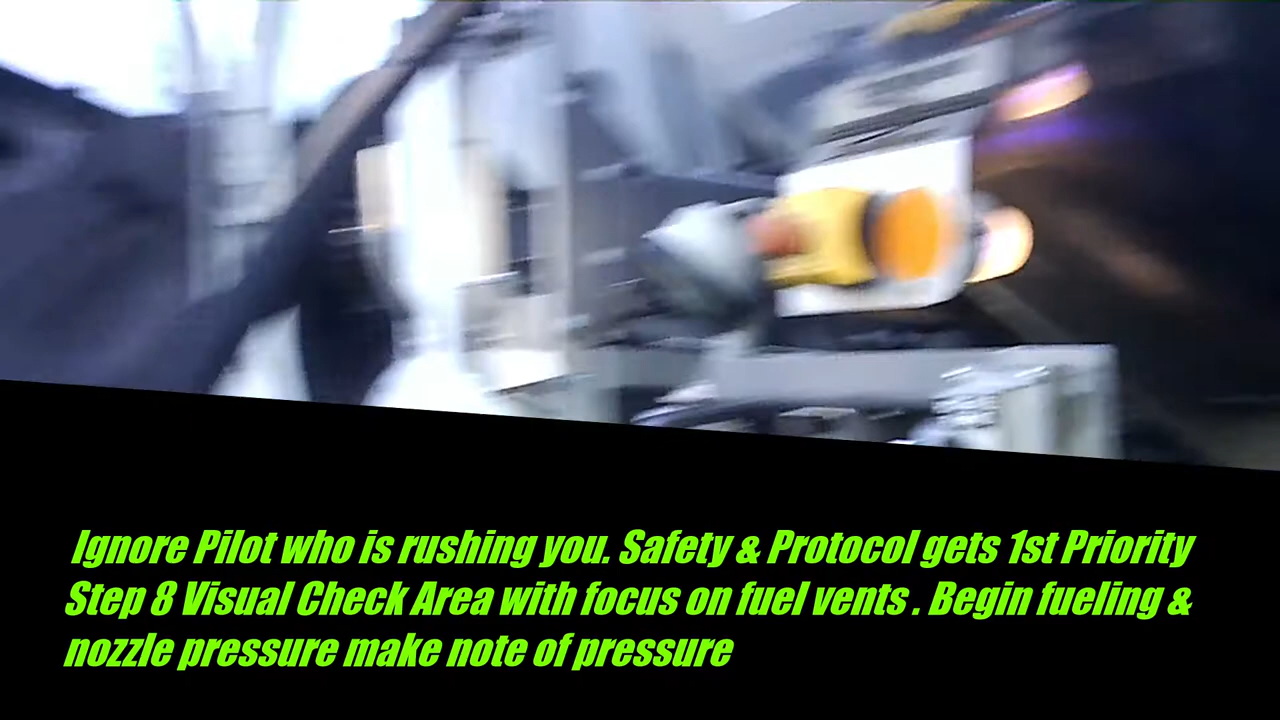 Ignore Pilot who is rushing you. Safety & Protocol gets 1st Priority
Step 8 Visual Check Area with focus on fuel vents . Begin fueling &
nozzle pressure make note of pressure